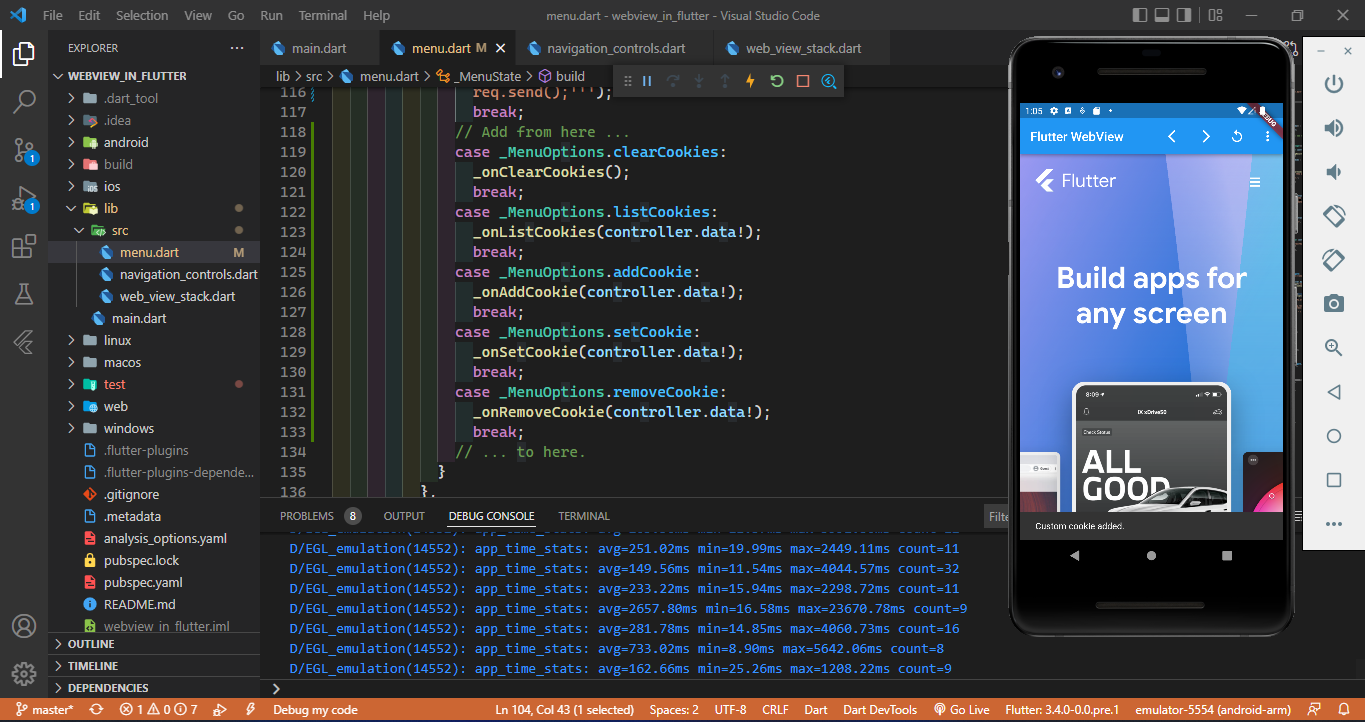 File Edit Selection View Go Run Terminal Help
menu.dart - webview_in_flutter - Visual Studio Code
EXPLORER
WEBVIEW_IN_FLUTTER
.dart_tool
.idea
android
build
ios
lib
src
menu.dart M
navigation_controls.dart
web_view_stack.dart
main.dart
linux
macos
test
web
windows
.flutter-plugins
.flutter-plugins-depende...
.gitignore
.metadata
analysis_options.yaml
pubspec.lock
pubspec.yaml
README.md
webview_in_flutter.iml
OUTLINE
TIMELINE
DEPENDENCIES
1
1
main.dart
menu.dart M
navigation_controls.dart
web_view_stack.dart
lib > src > menu.dart > _MenuState > build
116 req.send();''');
117 break;
118 // Add from here ...
119 case _MenuOptions.clearCookies:
120 _onClearCookies();
121 break;
122 case _MenuOptions.listCookies:
123 _onListCookies(controller.data!);
124 break;
125 case _MenuOptions.addCookie:
126 _onAddCookie(controller.data!);
127 break;
128 case _MenuOptions.setCookie:
129 _onSetCookie(controller.data!);
130 break;
131 case _MenuOptions.removeCookie:
132 _onRemoveCookie(controller.data!);
133 break;
134 // ... to here.
135 }
136 },
PROBLEMS 8 OUTPUT DEBUG CONSOLE TERMINAL
Filte
D/EGL_emulation(14552): app_time_stats: avg=251.02ms min=19.99ms max=2449.11ms count=11
D/EGL_emulation(14552): app_time_stats: avg=149.56ms min=11.54ms max=4044.57ms count=32
D/EGL_emulation(14552): app_time_stats: avg=233.22ms min=15.94ms max=2298.72ms count=11
D/EGL_emulation(14552): app_time_stats: avg=2657.80ms min=16.58ms max=23670.78ms count=9
D/EGL_emulation(14552): app_time_stats: avg=281.78ms min=14.85ms max=4060.73ms count=16
D/EGL_emulation(14552): app_time_stats: avg=733.02ms min=8.90ms max=5642.06ms count=8
D/EGL_emulation(14552): app_time_stats: avg=162.66ms min=25.26ms max=1208.22ms count=9
1:05
Flutter WebView
Flutter
Build apps for
any screen
8:09
iX xDrive50
Check Status
ALL
GOOD
Custom cookie added.
master* 1 0 7 Debug my code
Ln 104, Col 43 (1 selected) Spaces: 2 UTF-8 CRLF Dart Dart DevTools Go Live Flutter: 3.4.0-0.0.pre.1 emulator-5554 (android-arm)